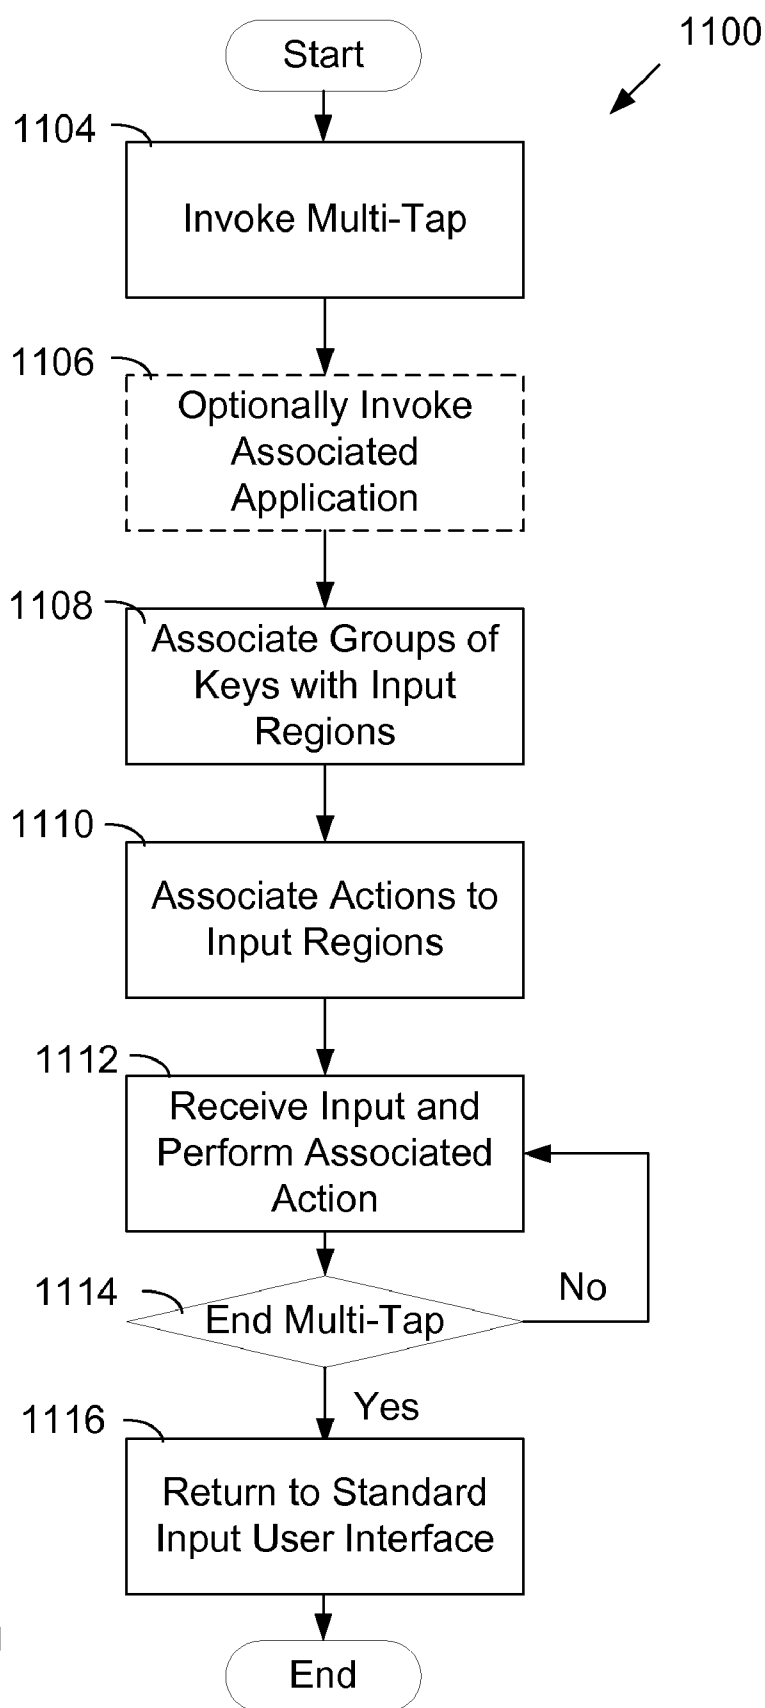 Start
1100
1104
Invoke Multi-Tap
1106
Optionally Invoke
Associated
Application
1108
Associate Groups of
Keys with Input
Regions
1110
Associate Actions to
Input Regions
1112
Receive Input and
Perform Associated
Action
1114
End Multi-Tap
No
Yes
1116
Return to Standard
Input User Interface
End